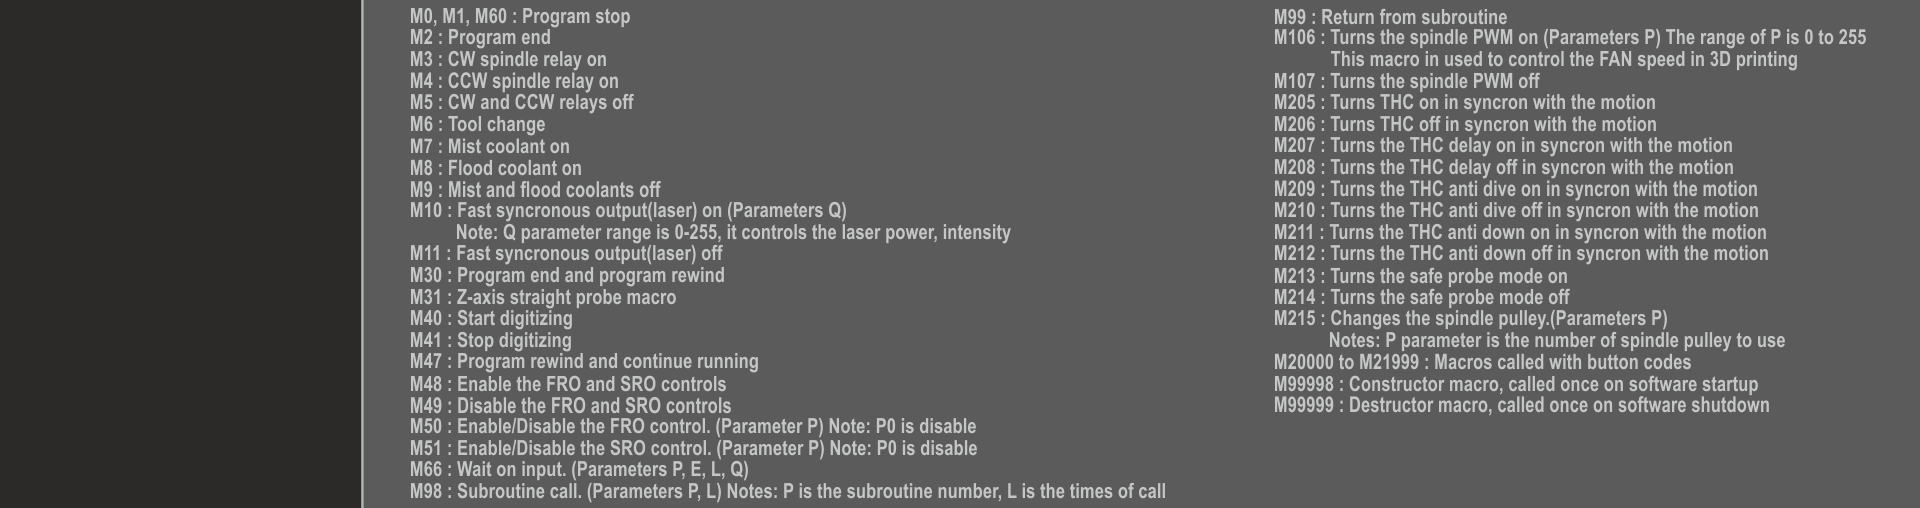 M0, M1, M60 : Program stop
M2 : Program end
M3 : CW spindle relay on
M4 : CCW spindle relay on
M5 : CW and CCW relays off
M6 : Tool change
M7 : Mist coolant on
M8 : Flood coolant on
M9 : Mist and flood coolants off
M10 : Fast syncronous output(laser) on (Parameters Q)
Note: Q parameter range is 0-255, it controls the laser power, intensity
M11 : Fast syncronous output(laser) off
M30 : Program end and program rewind
M31 : Z-axis straight probe macro
M40 : Start digitizing
M41 : Stop digitizing
M47 : Program rewind and continue running
M48 : Enable the FRO and SRO controls
M49 : Disable the FRO and SRO controls
M50 : Enable/Disable the FRO control. (Parameter P) Note: P0 is disable
M51 : Enable/Disable the SRO control. (Parameter P) Note: P0 is disable
M66 : Wait on input. (Parameters P, E, L, Q)
M98 : Subroutine call. (Parameters P, L) Notes: P is the subroutine number, L is the times of call
M99 : Return from subroutine
M106 : Turns the spindle PWM on (Parameters P) The range of P is 0 to 255
This macro in used to control the FAN speed in 3D printing
M107 : Turns the spindle PWM off
M205 : Turns THC on in syncron with the motion
M206 : Turns THC off in syncron with the motion
M207 : Turns the THC delay on in syncron with the motion
M208 : Turns the THC delay off in syncron with the motion
M209 : Turns the THC anti dive on in syncron with the motion
M210 : Turns the THC anti dive off in syncron with the motion
M211 : Turns the THC anti down on in syncron with the motion
M212 : Turns the THC anti down off in syncron with the motion
M213 : Turns the safe probe mode on
M214 : Turns the safe probe mode off
M215 : Changes the spindle pulley.(Parameters P)
Notes: P parameter is the number of spindle pulley to use
M20000 to M21999 : Macros called with button codes
M99998 : Constructor macro, called once on software startup
M99999 : Destructor macro, called once on software shutdown